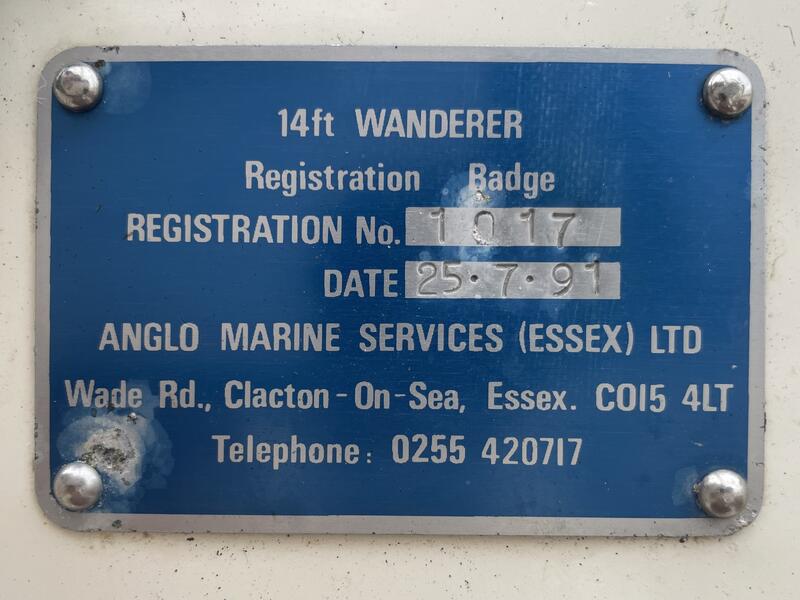 14ft WANDERER
Registration Badge
REGISTRATION No. 1017
DATE 25·7·91
ANGLO MARINE SERVICES (ESSEX) LTD
Wade Rd., Clacton-On-Sea, Essex. CO15 4LT
Telephone: 0255 420717